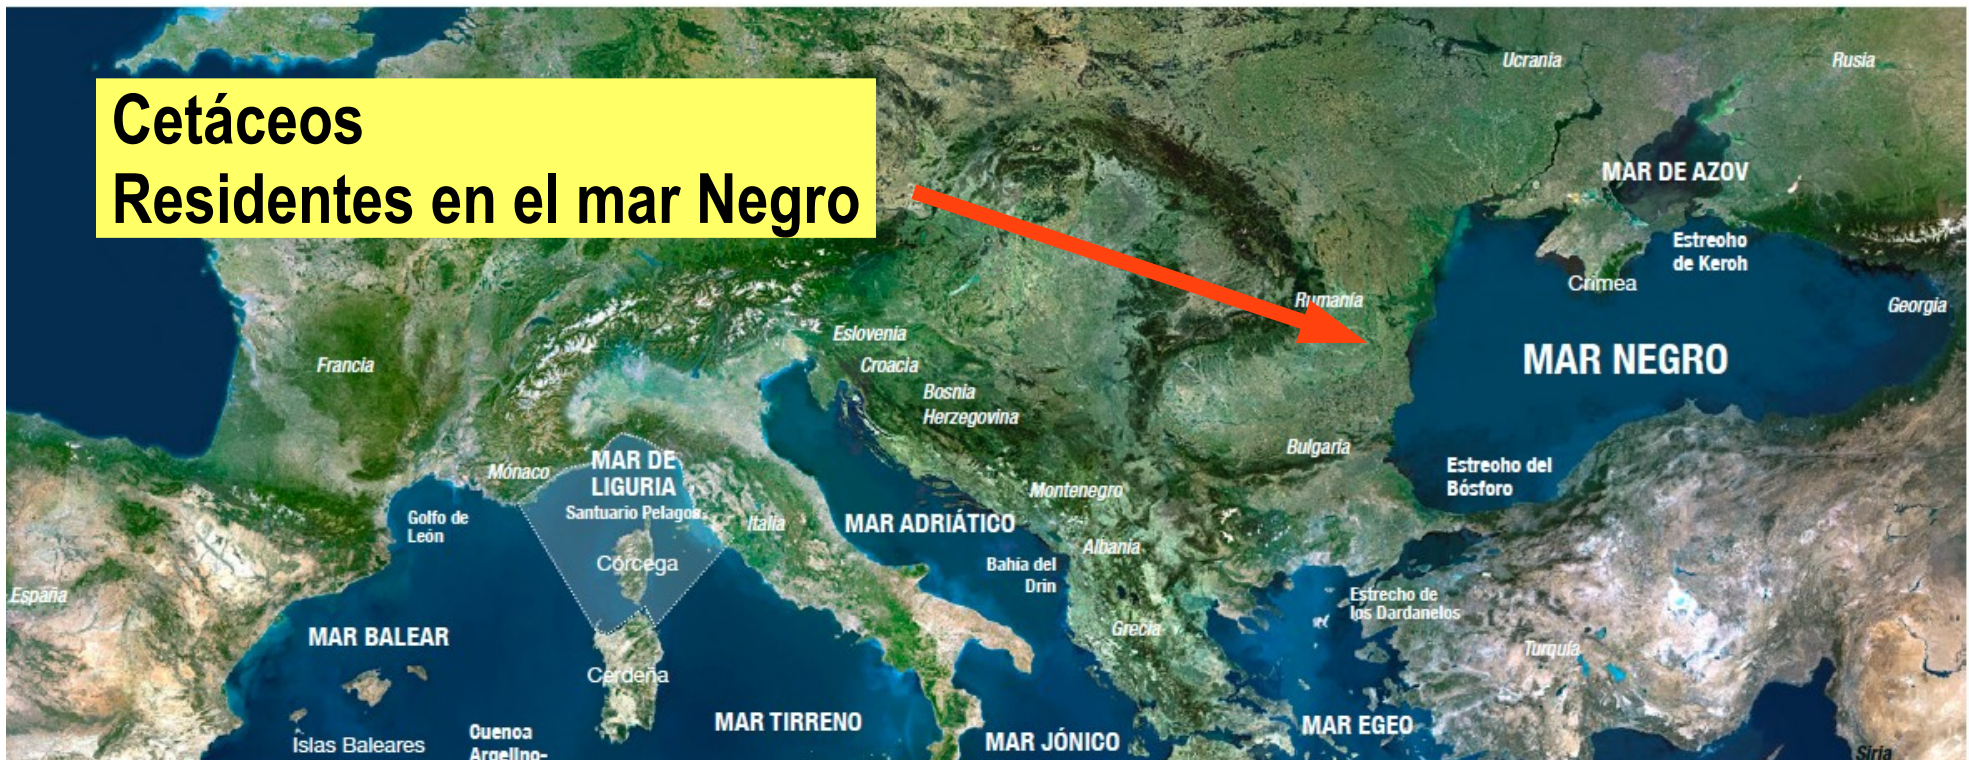 Cetáceos
Residentes en el mar Negro
Ucrania
Rusia
MAR DE AZOV
Estreoho
de Keroh
Crimea
Rumanía
Georgia
Eslovenia
Francia
Croacia
MAR NEGRO
Bosnia
Herzegovina
Bulgaria
Mónaco
MAR DE
LIGURIA
Santuario Pelagos
Estreoho del
Bósforo
Montenegro
Golfo de
León
Italia
MAR ADRIÁTICO
Albania
Córcega
Bahía del
Drin
España
Estrecho de
los Dardanelos
MAR BALEAR
Grecia
Turquía
Cerdeña
MAR TIRRENO
MAR EGEO
Islas Baleares
Cuenoa
Argelino-
MAR JÓNICO
Siria